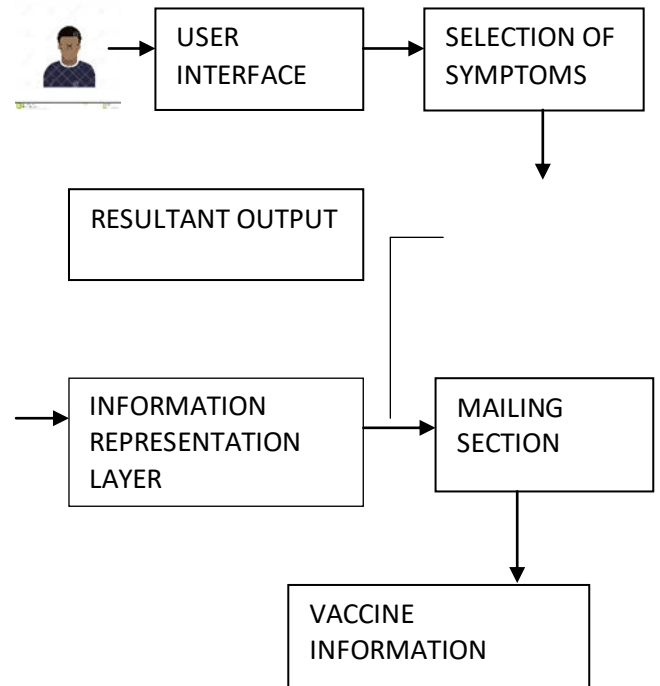 USER
INTERFACE
SELECTION OF
SYMPTOMS
RESULTANT OUTPUT
INFORMATION
REPRESENTATION
LAYER
MAILING
SECTION
VACCINE
INFORMATION